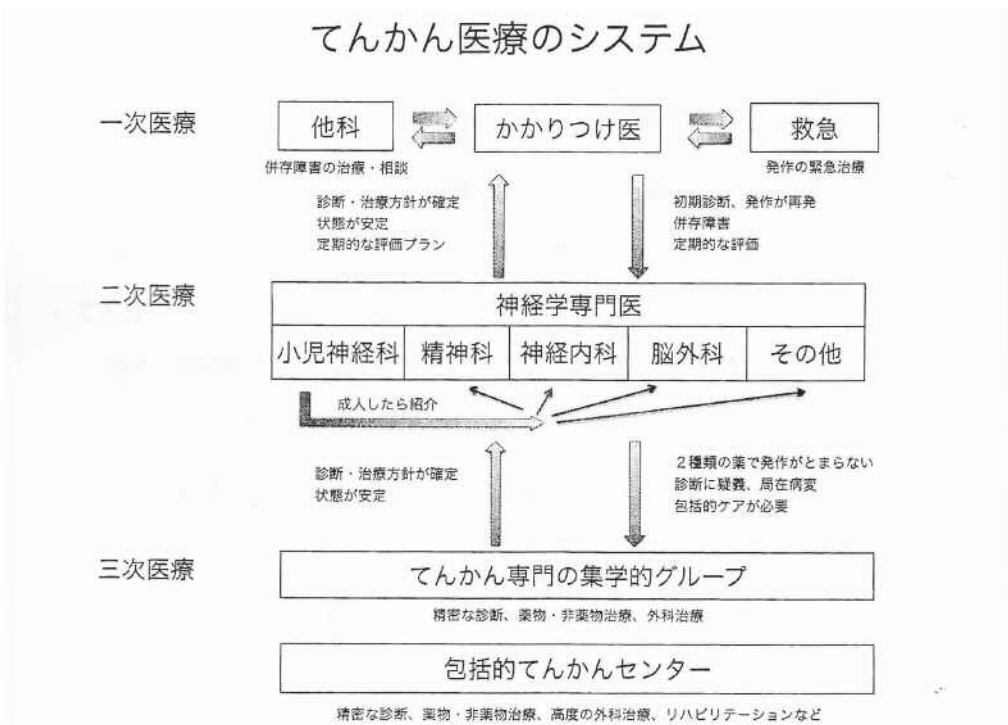 てんかん医療のシステム
一次医療
他科
かかりつけ医
救急
併存障害の治療・相談
発作の緊急治療
診断・治療方針が確定
状態が安定
定期的な評価プラン
初期診断、発作が再発
併存障害
定期的な評価
二次医療
神経学専門医
小児神経科
精神科
神経内科
脳外科
その他
成人したら紹介
診断・治療方針が確定
状態が安定
2種類の薬で発作がとまらない
診断に疑義、局在病変
包括的ケアが必要
三次医療
てんかん専門の集学的グループ
精密な診断、薬物・非薬物治療、外科治療
包括的てんかんセンター
精密な診断、薬物・非薬物治療、高度の外科治療、リハビリテーションなど